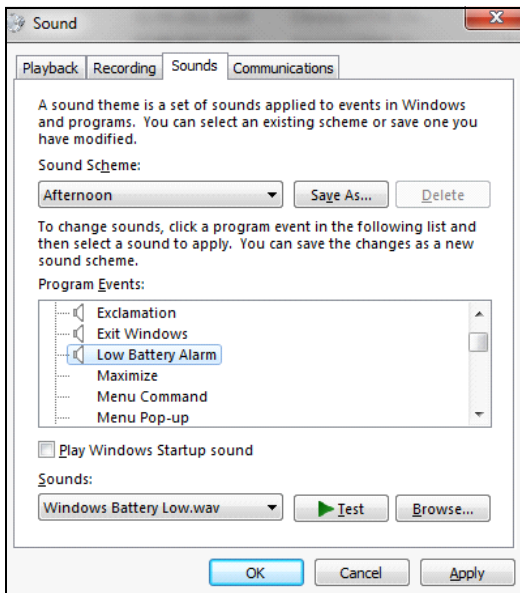 Sound
Playback Recording Sounds Communications
A sound theme is a set of sounds applied to events in Windows
and programs. You can select an existing scheme or save one you
have modified.
Sound Scheme:
Afternoon Save As... Delete
To change sounds, click a program event in the following list and
then select a sound to apply. You can save the changes as a new
sound scheme.
Program Events:
Exclamation
Exit Windows
Low Battery Alarm
Maximize
Menu Command
Menu Pop-up
Play Windows Startup sound
Sounds:
Windows Battery Low.wav Test Browse...
OK Cancel Apply